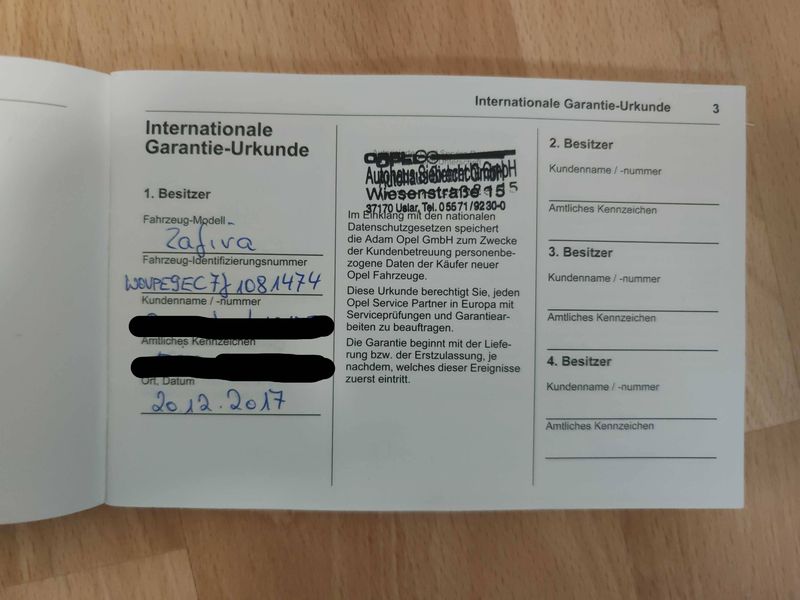 Internationale Garantie-Urkunde 3
Internationale
Garantie-Urkunde
1. Besitzer
Fahrzeug-Modell
Zafira
Fahrzeug-Identifizierungsnummer
W0VPE9EC7J1081474
Kundenname / -nummer
Amtliches Kennzeichen
Ort, Datum
20.12.2017
OPEL
Autohaus Siebrecht GmbH
Wiesenstraße 15
37170 Uslar, Tel. 05571/9230-0
Im Einklang mit den nationalen
Datenschutzgesetzen speichert
die Adam Opel GmbH zum Zwecke
der Kundenbetreuung personenbe-
zogene Daten der Käufer neuer
Opel Fahrzeuge.
Diese Urkunde berechtigt Sie, jeden
Opel Service Partner in Europa mit
Serviceprüfungen und Garantiear-
beiten zu beauftragen.
Die Garantie beginnt mit der Liefe-
rung bzw. der Erstzulassung, je
nachdem, welches dieser Ereignisse
zuerst eintritt.
2. Besitzer
Kundenname / -nummer
Amtliches Kennzeichen
3. Besitzer
Kundenname / -nummer
Amtliches Kennzeichen
4. Besitzer
Kundenname / -nummer
Amtliches Kennzeichen